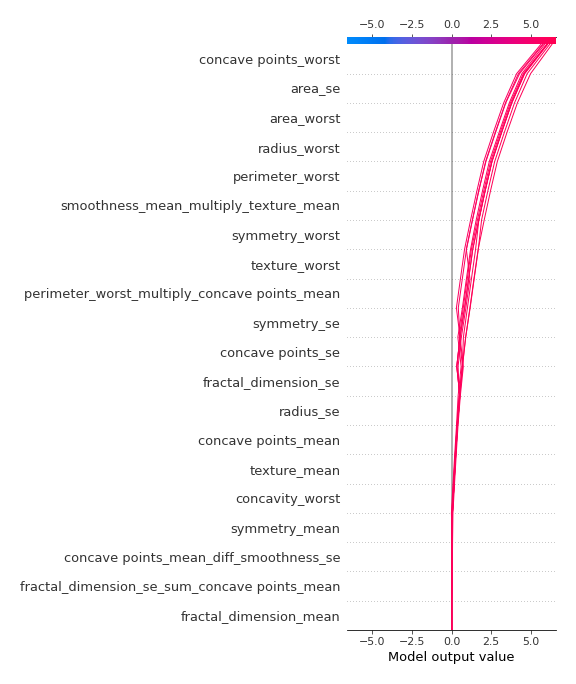 −5.0 −2.5 0.0 2.5 5.0
concave points_worst
area_se
area_worst
radius_worst
perimeter_worst
smoothness_mean_multiply_texture_mean
symmetry_worst
texture_worst
perimeter_worst_multiply_concave points_mean
symmetry_se
concave points_se
fractal_dimension_se
radius_se
concave points_mean
texture_mean
concavity_worst
symmetry_mean
concave points_mean_diff_smoothness_se
fractal_dimension_se_sum_concave points_mean
fractal_dimension_mean
−5.0 −2.5 0.0 2.5 5.0
Model output value